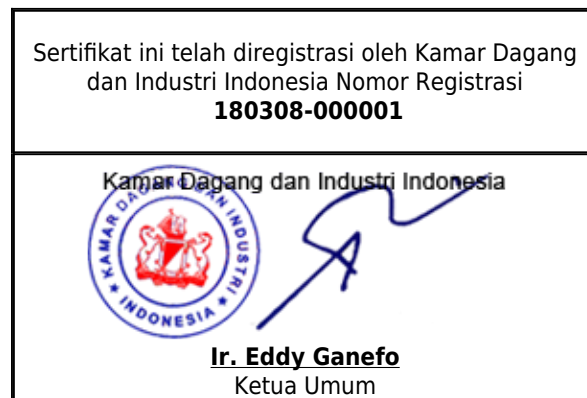 Sertifikat ini telah diregistrasi oleh Kamar Dagang
dan Industri Indonesia Nomor Registrasi
180308-000001
Kamar Dagang dan Industri Indonesia
KAMAR DAGANG DAN INDUSTRI
INDONESIA
Ir. Eddy Ganefo
Ketua Umum